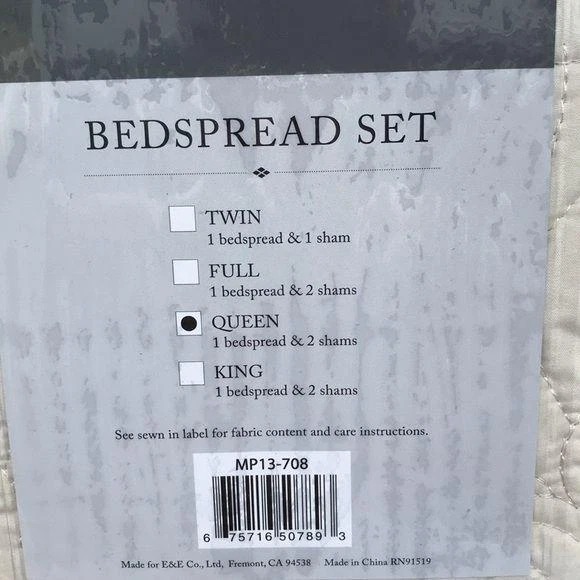 BEDSPREAD SET
TWIN
1 bedspread & 1 sham
FULL
1 bedspread & 2 shams
QUEEN
1 bedspread & 2 shams
KING
1 bedspread & 2 shams
See sewn in label for fabric content and care instructions.
MP13-708
6 75716 50789 3
Made for E&E Co., Ltd, Fremont, CA 94538 Made in China RN91519